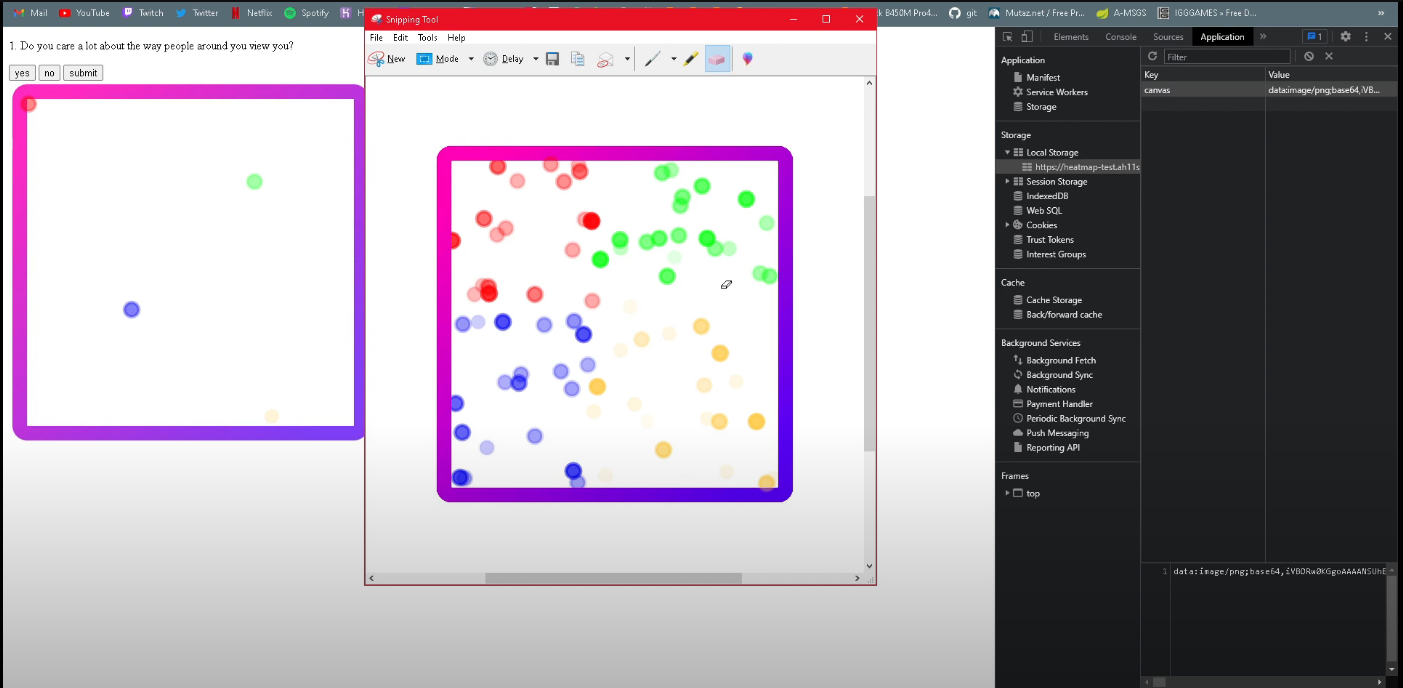 Mail YouTube Twitch Twitter Netflix Spotify H
k B450M Pro4... git Mutaz.net / Free Pr... A-MSGS IGGGAMES » Free D... »
1. Do you care a lot about the way people around you view you?
yes no submit
Snipping Tool
File Edit Tools Help
New Mode Delay
Elements Console Sources Application » 1
Application
Manifest
Service Workers
Storage
Storage
Local Storage
https://heatmap-test.ah11s
Session Storage
IndexedDB
Web SQL
Cookies
Trust Tokens
Interest Groups
Cache
Cache Storage
Back/forward cache
Background Services
Background Fetch
Background Sync
Notifications
Payment Handler
Periodic Background Sync
Push Messaging
Reporting API
Frames
top
Filter
Key Value
canvas data:image/png;base64,iVB...
1 data:image/png;base64,iVBORw0KGgoAAAANSUhE